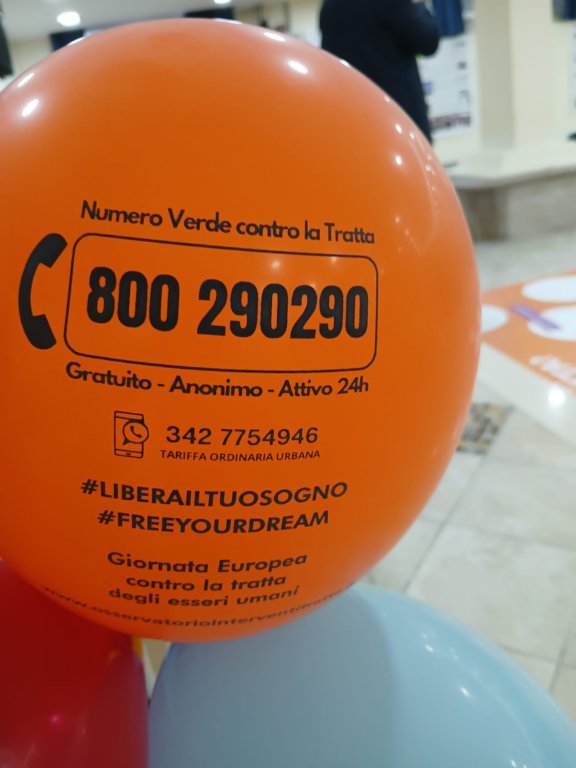 Numero Verde contro la Tratta
800 290290
Gratuito - Anonimo - Attivo 24h
342 7754946
TARIFFA ORDINARIA URBANA
#LIBERAILTUOSOGNO
#FREEYOURDREAM
Giornata Europea
contro la tratta
degli esseri umani